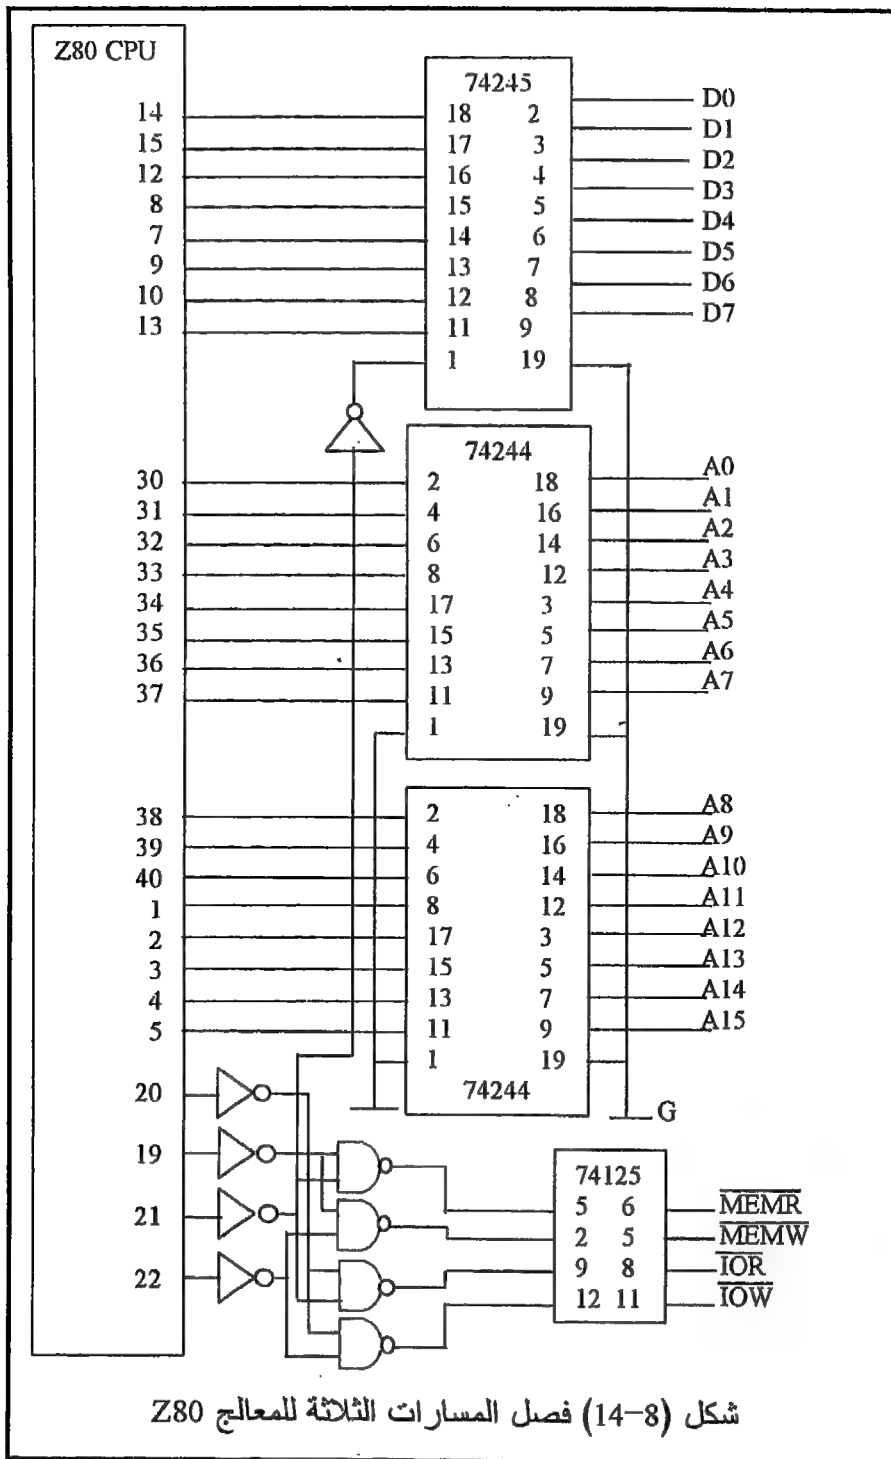 Z80 CPU
74245
14 18 2 D0
15 17 3 D1
12 16 4 D2
8 15 5 D3
7 14 6 D4
9 13 7 D5
10 12 8 D6
13 11 9 D7
1 19
74244
30 2 18 A0
31 4 16 A1
32 6 14 A2
33 8 12 A3
34 17 3 A4
35 15 5 A5
36 13 7 A6
37 11 9 A7
1 19
38 2 18 A8
39 4 16 A9
40 6 14 A10
1 8 12 A11
2 17 3 A12
3 15 5 A13
4 13 7 A14
5 11 9 A15
1 19
74244
20
G
19
74125
21
5 6 M̅E̅M̅R̅
2 5 M̅E̅M̅W̅
22
9 8 I̅O̅R̅
12 11 I̅O̅W̅
شكل (8-14) فصل المسارات الثلاثة للمعالج Z80